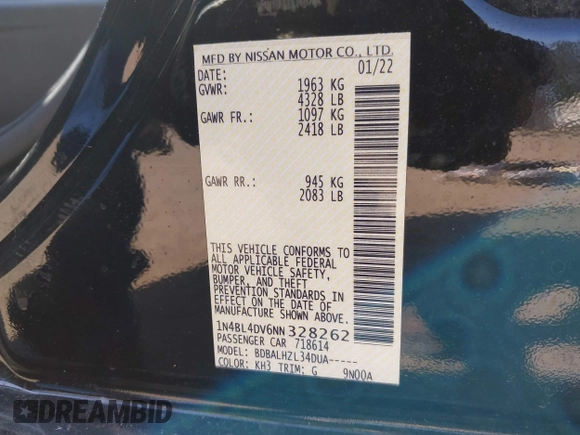 MFD BY NISSAN MOTOR CO., LTD.
DATE: 01/22
GVWR: 1963 KG
4328 LB
GAWR FR.: 1097 KG
2418 LB
GAWR RR.: 945 KG
2083 LB
THIS VEHICLE CONFORMS TO
ALL APPLICABLE FEDERAL
MOTOR VEHICLE SAFETY,
BUMPER, AND THEFT
PREVENTION STANDARDS IN
EFFECT ON THE DATE OF
MANUFACTURE SHOWN ABOVE.
1N4BL4DV6NN328262
PASSENGER CAR 718614
MODEL: BDBALHZL34DUA-----
COLOR: KH3 TRIM: G 9N00A
DREAMBID